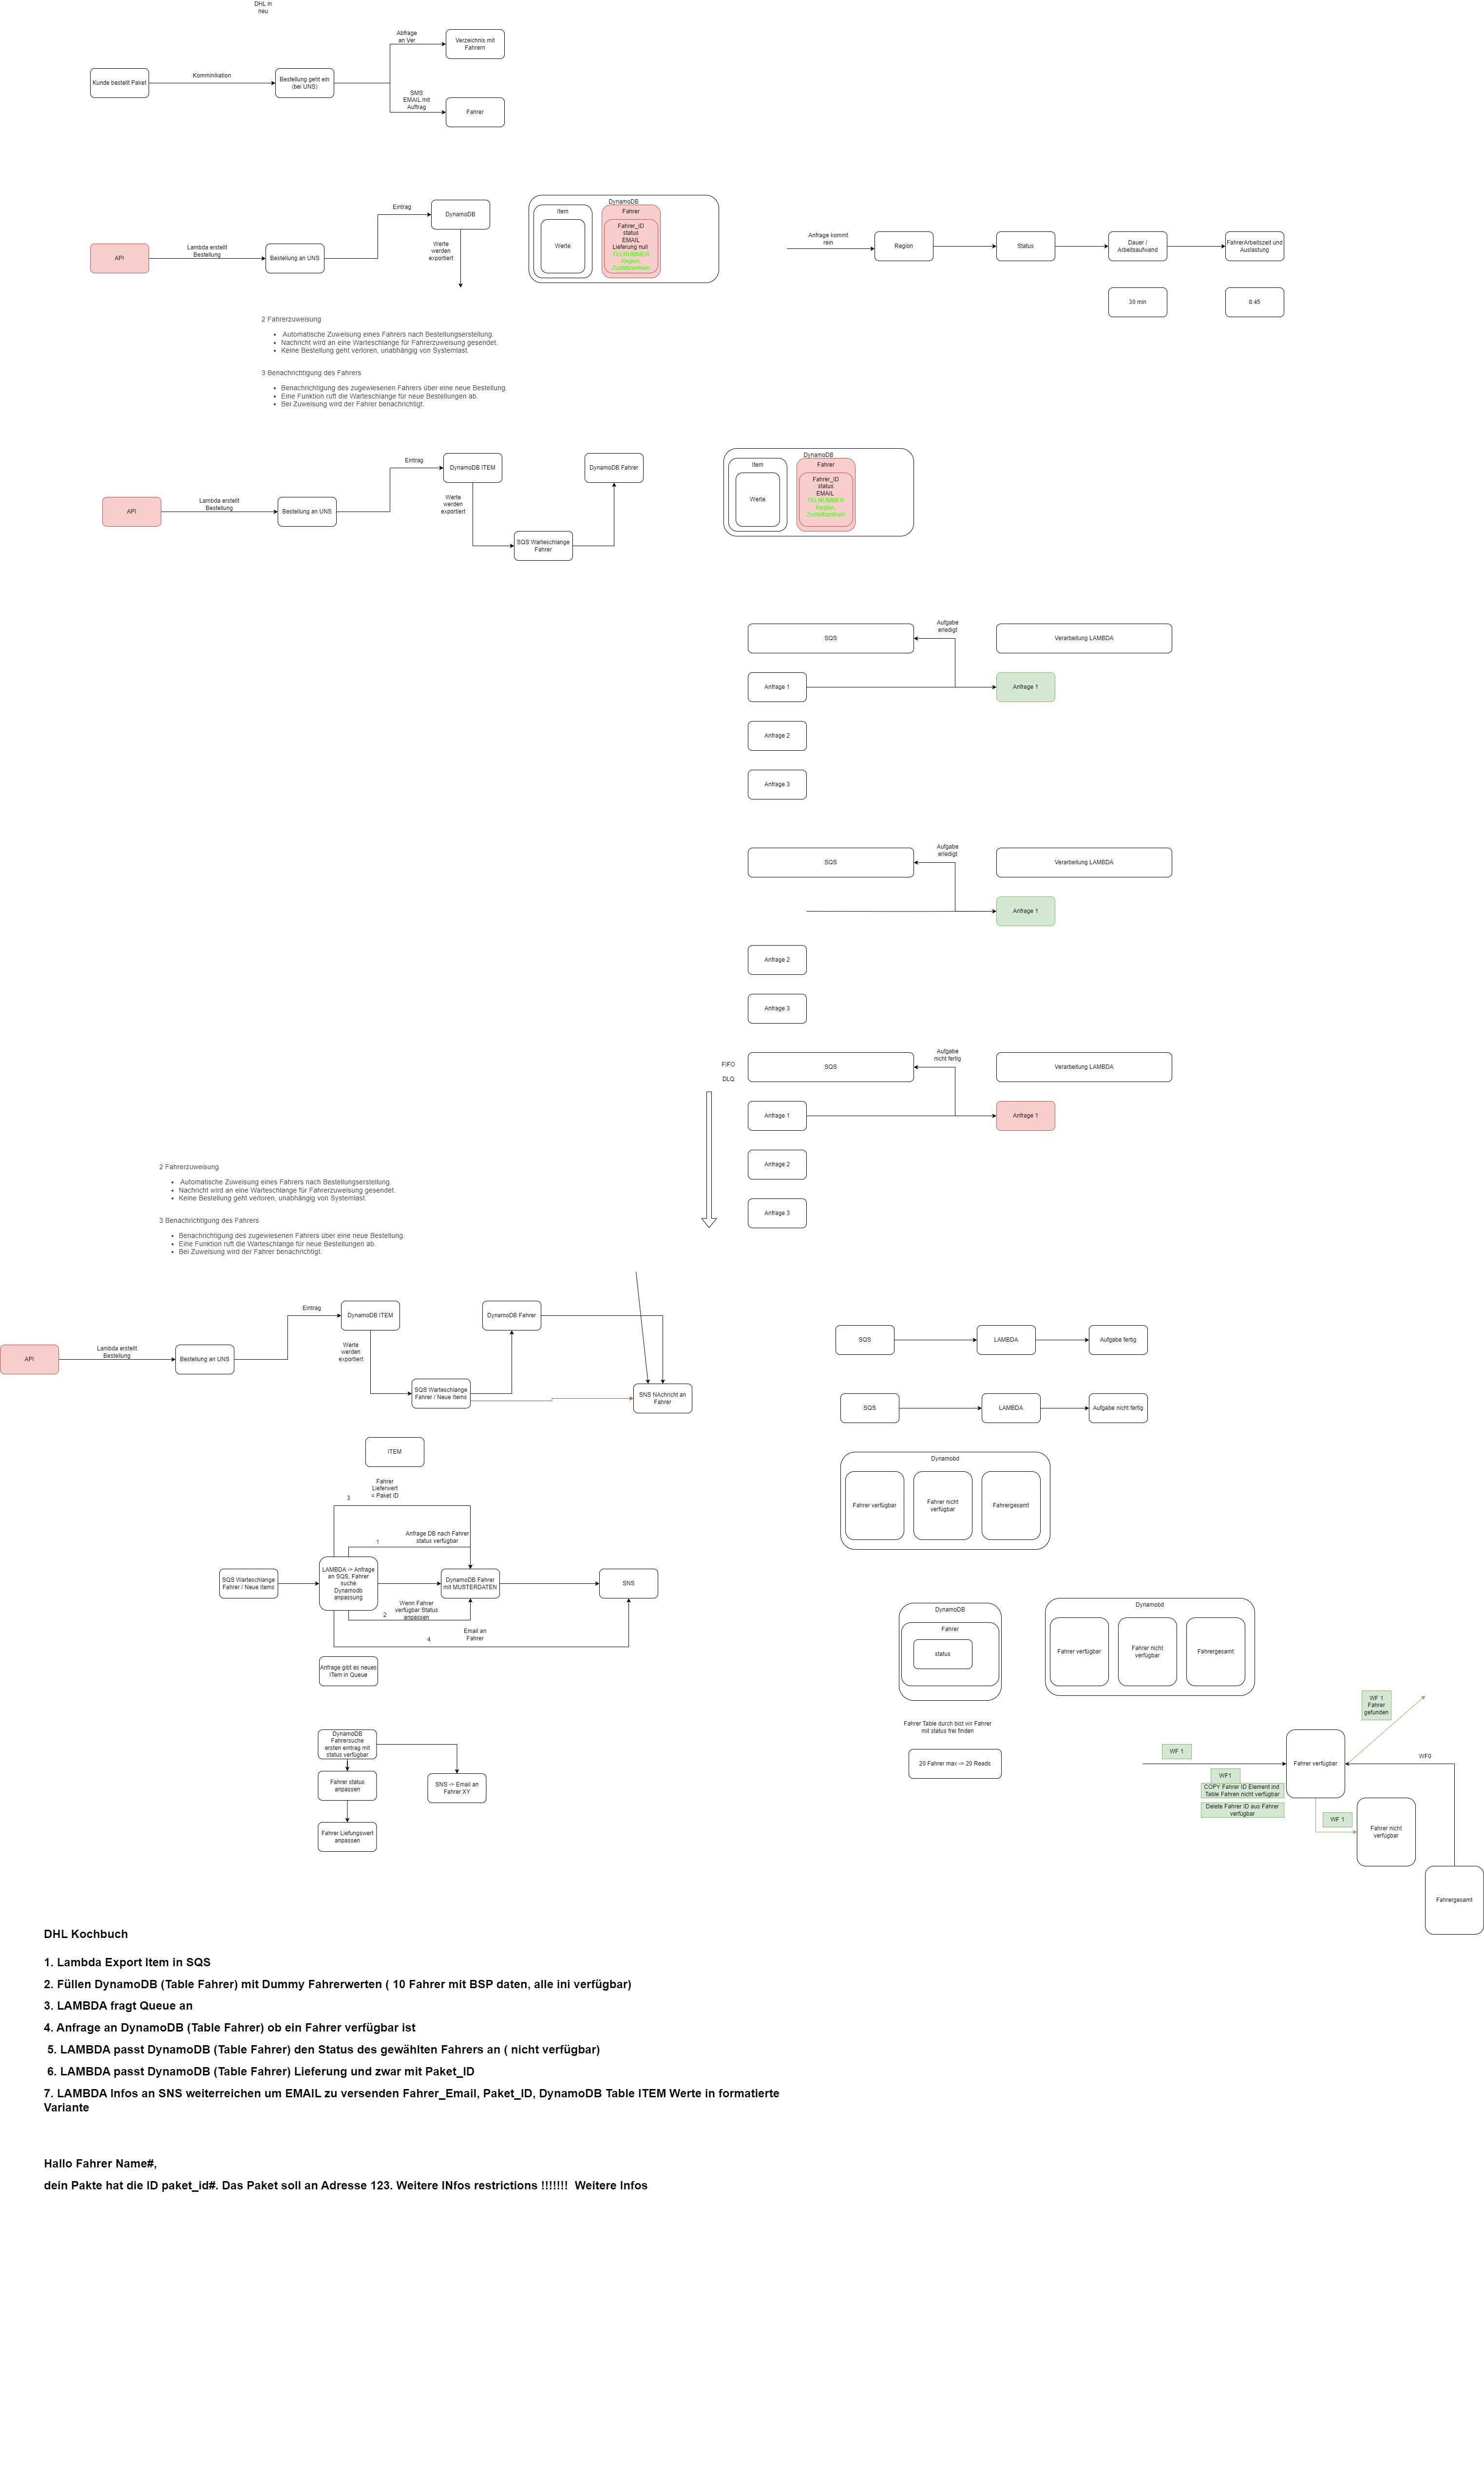 DHL in
neu
Abfrage
an Ver
Verzeichnis mit
Fahrern
Kunde bestellt Paket
Komminikation
Bestellung geht ein
(bei UNS)
SMS
EMAIL mit
Auftrag
Fahrer
API
Lambda erstellt
Bestellung
Bestellung an UNS
Eintrag
DynamoDB
Werte
werden
exportiert
DynamoDB
Item
Werte
Fahrer
Fahrer_ID
status
EMAIL
Lieferung null
TELNUMMER
Region,
Zustellzentrum
Anfrage kommt
rein
Region
Status
Dauer /
Arbeitsaufwand
FahrerArbeitszeit und
Auslastung
30 min
8:45
2 Fahrerzuweisung
• Automatische Zuweisung eines Fahrers nach Bestellungserstellung.
• Nachricht wird an eine Warteschlange für Fahrerzuweisung gesendet.
• Keine Bestellung geht verloren, unabhängig von Systemlast.
3 Benachrichtigung des Fahrers
• Benachrichtigung des zugewiesenen Fahrers über eine neue Bestellung.
• Eine Funktion ruft die Warteschlange für neue Bestellungen ab.
• Bei Zuweisung wird der Fahrer benachrichtigt.
API
Lambda erstellt
Bestellung
Bestellung an UNS
Eintrag
DynamoDB ITEM
Werte
werden
exportiert
SQS Warteschlange
Fahrer
DynamoDB Fahrer
DynamoDB
Item
Werte
Fahrer
Fahrer_ID
status
EMAIL
TELNUMMER
Region,
Zustellzentrum
SQS
Aufgabe
erledigt
Verarbeitung LAMBDA
Anfrage 1
Anfrage 1
Anfrage 2
Anfrage 3
SQS
Aufgabe
erledigt
Verarbeitung LAMBDA
Anfrage 1
Anfrage 2
Anfrage 3
FIFO
DLQ
SQS
Aufgabe
nicht fertig
Verarbeitung LAMBDA
Anfrage 1
Anfrage 1
Anfrage 2
Anfrage 3
2 Fahrerzuweisung
• Automatische Zuweisung eines Fahrers nach Bestellungserstellung.
• Nachricht wird an eine Warteschlange für Fahrerzuweisung gesendet.
• Keine Bestellung geht verloren, unabhängig von Systemlast.
3 Benachrichtigung des Fahrers
• Benachrichtigung des zugewiesenen Fahrers über eine neue Bestellung.
• Eine Funktion ruft die Warteschlange für neue Bestellungen ab.
• Bei Zuweisung wird der Fahrer benachrichtigt.
API
Lambda erstellt
Bestellung
Bestellung an UNS
Eintrag
DynamoDB ITEM
Werte
werden
exportiert
SQS Warteschlange
Fahrer / Neue Items
DynamoDB Fahrer
SNS NAchricht an
Fahrer
SQS
LAMBDA
Aufgabe fertig
SQS
LAMBDA
Aufgabe nicht fertig
Dynamobd
Fahrer verfügbar
Fahrer nicht
verfügbar
Fahrergesamt
ITEM
Fahrer
Lieferwert
= Paket ID
3
Anfrage DB nach Fahrer
status verfügbar
1
SQS Warteschlange
Fahrer / Neue Items
LAMBDA -> Anfrage
an SQS, Fahrer
suche
Dynamodb
anpassung
DynamoDB Fahrer
mit MUSTERDATEN
SNS
Wenn Fahrer
verfügbar Status
anpassen
2
Email an
Fahrer
4
Anfrage gibt es neues
ITem in Queue
DynamoDB
Fahrer
status
Dynamobd
Fahrer verfügbar
Fahrer nicht
verfügbar
Fahrergesamt
Fahrer Table durch bist wir Fahrer
mit status frei finden
20 Fahrer max -> 20 Reads
DynamoDB
Fahrersuche
ersten eintrag mit
status verfügbar
Fahrer status
anpassen
Fahrer Liefungswert
anpassen
SNS -> Email an
Fahrer XY
WF 1
Fahrer
gefunden
WF 1
Fahrer verfügbar
WF0
WF1
COPY Fahrer ID Element ind
Table Fahren nicht verfügbar
Delete Fahrer ID aus Fahrer
verfügbar
WF 1
Fahrer nicht
verfügbar
Fahrergesamt
DHL Kochbuch
1. Lambda Export Item in SQS
2. Füllen DynamoDB (Table Fahrer) mit Dummy Fahrerwerten ( 10 Fahrer mit BSP daten, alle ini verfügbar)
3. LAMBDA fragt Queue an
4. Anfrage an DynamoDB (Table Fahrer) ob ein Fahrer verfügbar ist
5. LAMBDA passt DynamoDB (Table Fahrer) den Status des gewählten Fahrers an ( nicht verfügbar)
6. LAMBDA passt DynamoDB (Table Fahrer) Lieferung und zwar mit Paket_ID
7. LAMBDA Infos an SNS weiterreichen um EMAIL zu versenden Fahrer_Email, Paket_ID, DynamoDB Table ITEM Werte in formatierte
Variante
Hallo Fahrer Name#,
dein Pakte hat die ID paket_id#. Das Paket soll an Adresse 123. Weitere INfos restrictions !!!!!!! Weitere Infos